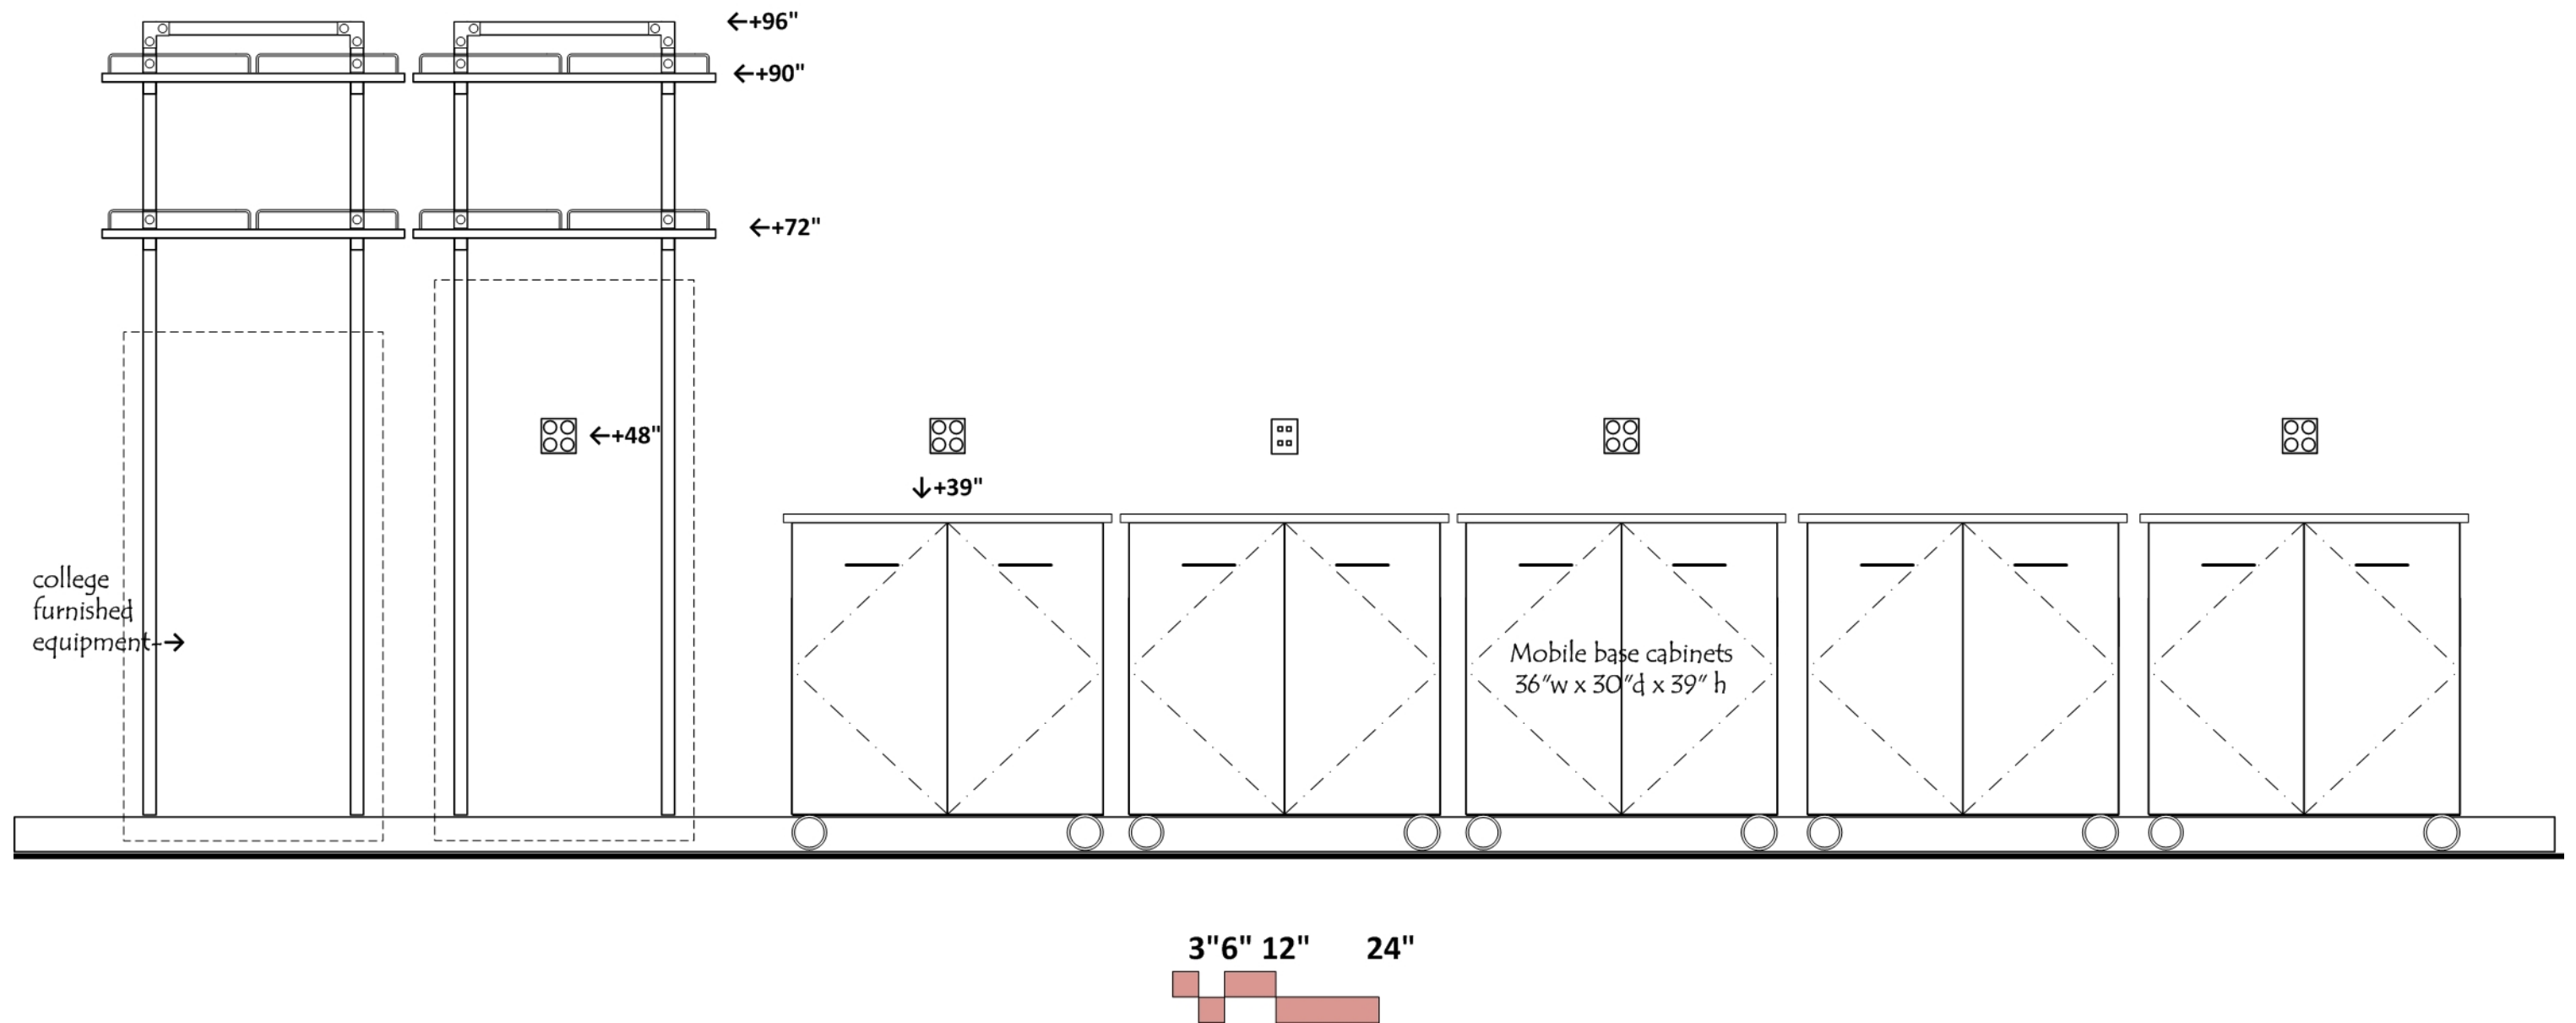 ←+96"
←+90"
←+72"
←+48"
↓+39"
college
furnished
equipment-→
Mobile base cabinets
36"w x 30"d x 39" h
3"6" 12" 24"